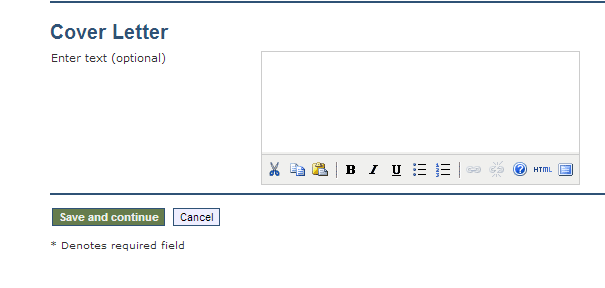 Cover Letter
Enter text (optional)
B I U HTML
Save and continue Cancel
* Denotes required field